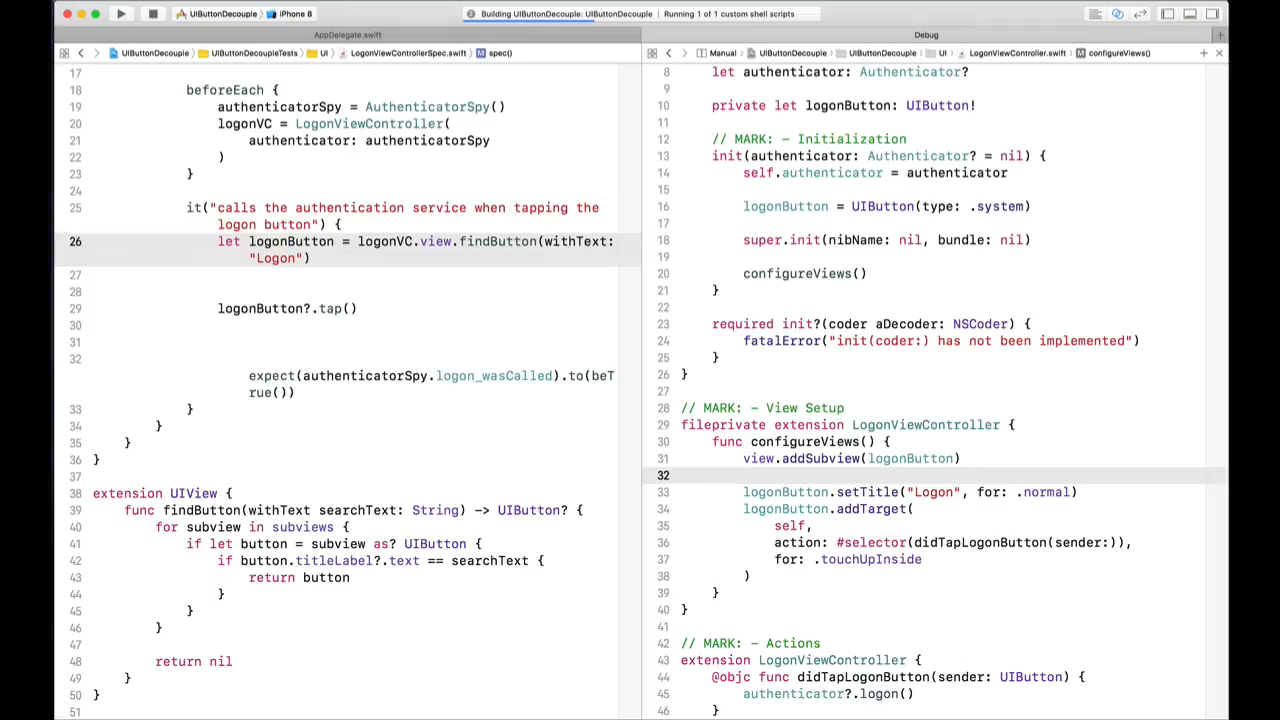 UIButtonDecouple > iPhone 8
Building UIButtonDecouple: UIButtonDecouple | Running 1 of 1 custom shell scripts
AppDelegate.swift
Debug
UIButtonDecouple > UIButtonDecoupleTests > UI > LogonViewControllerSpec.swift > M spec()
Manual > UIButtonDecouple > UIButtonDecouple > UI > LogonViewController.swift > M configureViews()
17
18 beforeEach {
19 authenticatorSpy = AuthenticatorSpy()
20 logonVC = LogonViewController(
21 authenticator: authenticatorSpy
22 )
23 }
24
25 it("calls the authentication service when tapping the
logon button") {
26 let logonButton = logonVC.view.findButton(withText:
"Logon")
27
28
29 logonButton?.tap()
30
31
32
expect(authenticatorSpy.logon_wasCalled).to(beT
rue())
33 }
34 }
35 }
36 }
37
38 extension UIView {
39 func findButton(withText searchText: String) -> UIButton? {
40 for subview in subviews {
41 if let button = subview as? UIButton {
42 if button.titleLabel?.text == searchText {
43 return button
44 }
45 }
46 }
47
48 return nil
49 }
50 }
51
8 let authenticator: Authenticator?
9
10 private let logonButton: UIButton!
11
12 // MARK: - Initialization
13 init(authenticator: Authenticator? = nil) {
14 self.authenticator = authenticator
15
16 logonButton = UIButton(type: .system)
17
18 super.init(nibName: nil, bundle: nil)
19
20 configureViews()
21 }
22
23 required init?(coder aDecoder: NSCoder) {
24 fatalError("init(coder:) has not been implemented")
25 }
26 }
27
28 // MARK: - View Setup
29 fileprivate extension LogonViewController {
30 func configureViews() {
31 view.addSubview(logonButton)
32
33 logonButton.setTitle("Logon", for: .normal)
34 logonButton.addTarget(
35 self,
36 action: #selector(didTapLogonButton(sender:)),
37 for: .touchUpInside
38 )
39 }
40 }
41
42 // MARK: - Actions
43 extension LogonViewController {
44 @objc func didTapLogonButton(sender: UIButton) {
45 authenticator?.logon()
46 }